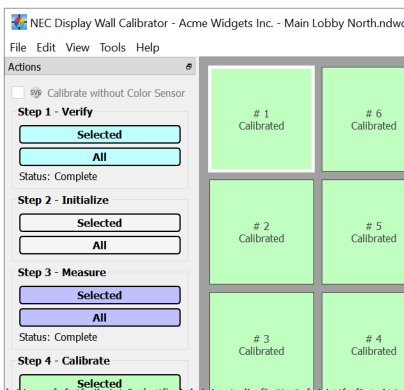 NEC Display Wall Calibrator - Acme Widgets Inc. - Main Lobby North.ndwc
File Edit View Tools Help
Actions
SVG Calibrate without Color Sensor
Step 1 - Verify
Selected
All
Status: Complete
Step 2 - Initialize
Selected
All
Step 3 - Measure
Selected
All
Status: Complete
Step 4 - Calibrate
Selected
# 1
Calibrated
# 6
Calibrated
# 2
Calibrated
# 5
Calibrated
# 3
Calibrated
# 4
Calibrated